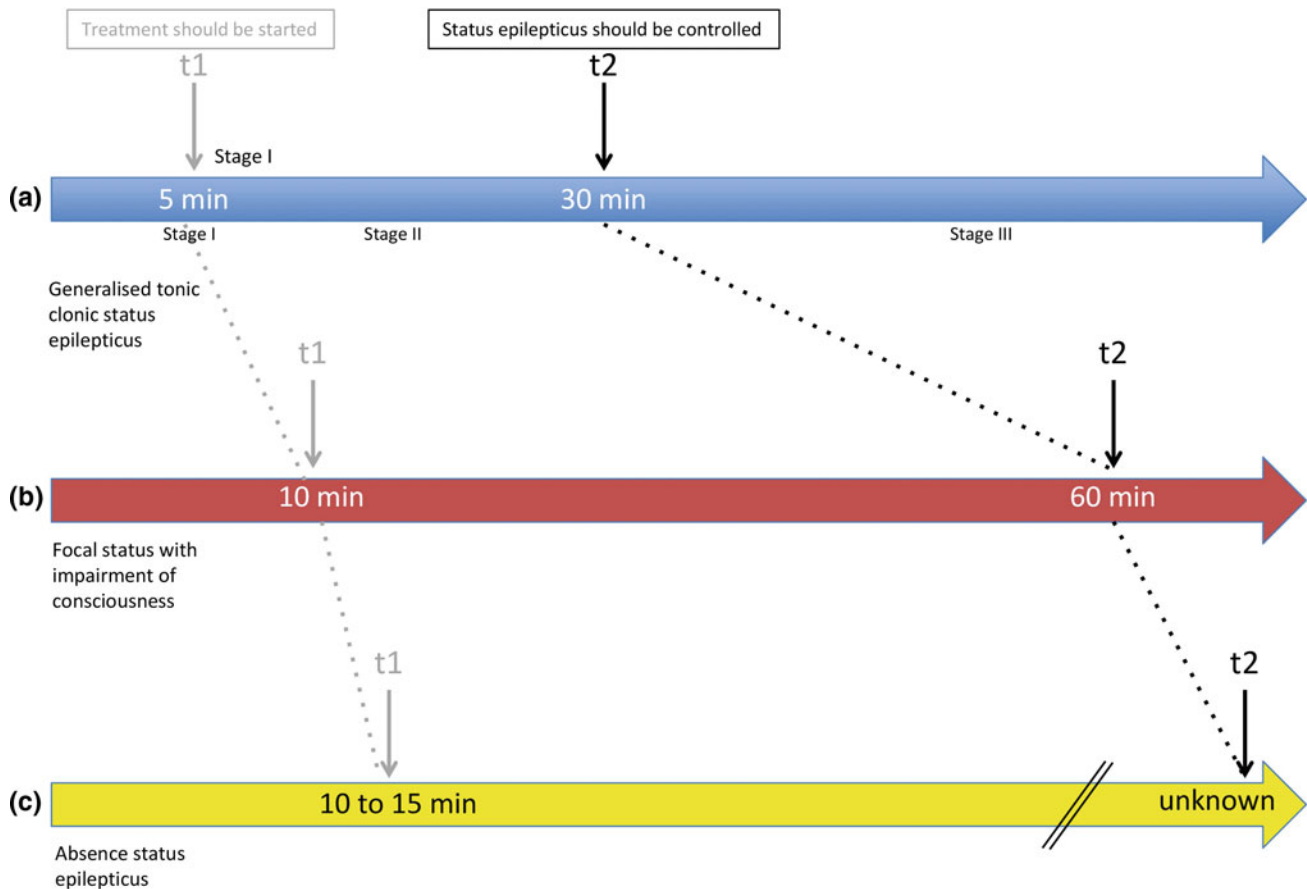 Treatment should be started
Status epilepticus should be controlled
t1
t2
Stage I
(a)
5 min
30 min
Stage I
Stage II
Stage III
Generalised tonic
clonic status
epilepticus
t1
t2
(b)
10 min
60 min
Focal status with
impairment of
consciousness
t1
t2
(c)
10 to 15 min
unknown
Absence status
epilepticus